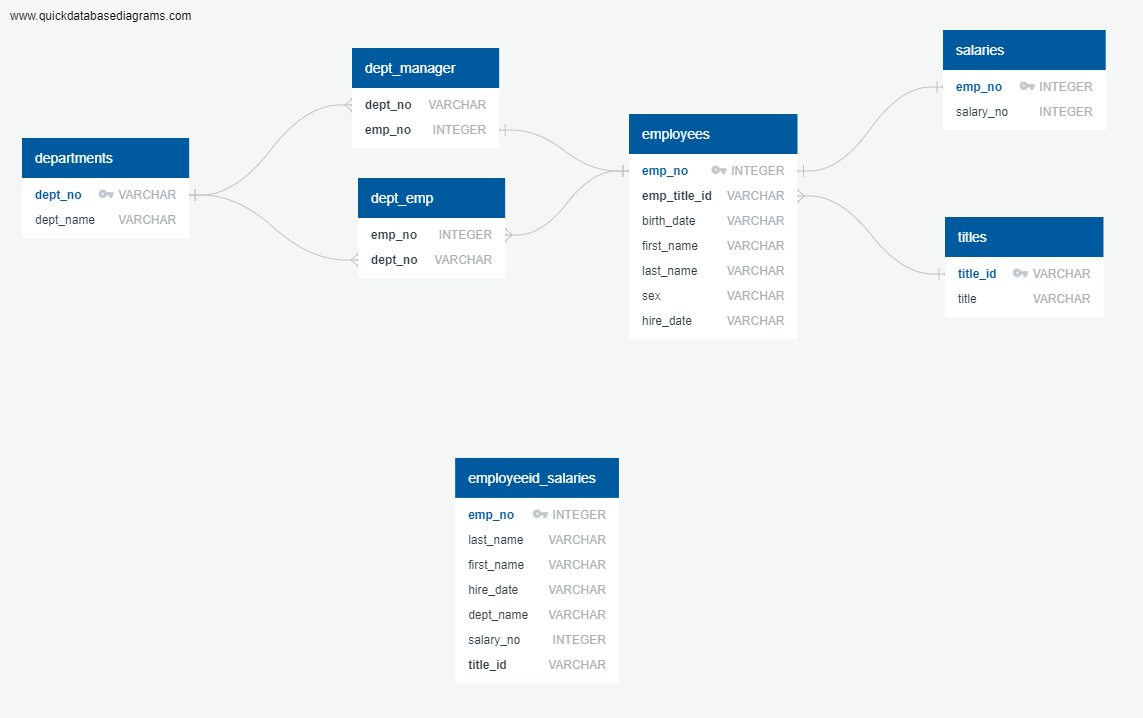 www.quickdatabasediagrams.com
departments
dept_no VARCHAR
dept_name VARCHAR
dept_manager
dept_no VARCHAR
emp_no INTEGER
dept_emp
emp_no INTEGER
dept_no VARCHAR
employees
emp_no INTEGER
emp_title_id VARCHAR
birth_date VARCHAR
first_name VARCHAR
last_name VARCHAR
sex VARCHAR
hire_date VARCHAR
salaries
emp_no INTEGER
salary_no INTEGER
titles
title_id VARCHAR
title VARCHAR
employeeid_salaries
emp_no INTEGER
last_name VARCHAR
first_name VARCHAR
hire_date VARCHAR
dept_name VARCHAR
salary_no INTEGER
title_id VARCHAR